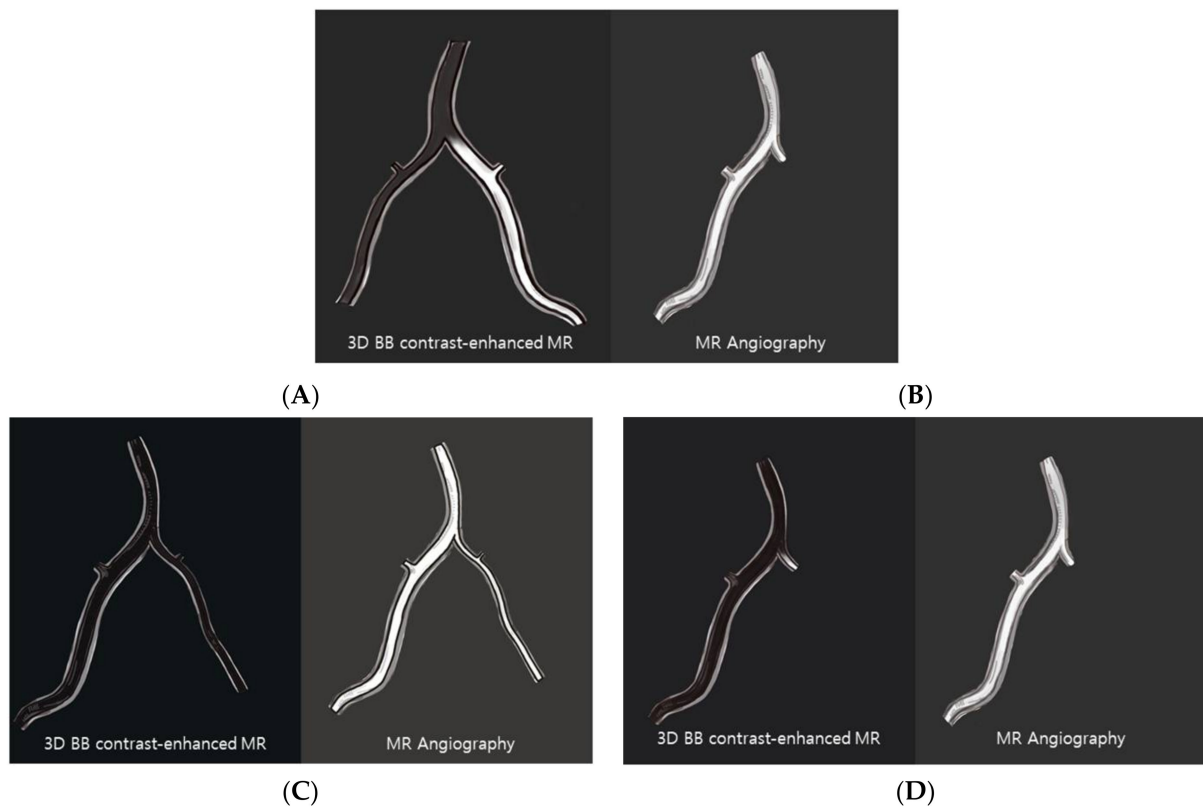 3D BB contrast-enhanced MR
MR Angiography
(A)
(B)
3D BB contrast-enhanced MR
MR Angiography
3D BB contrast-enhanced MR
MR Angiography
(C)
(D)